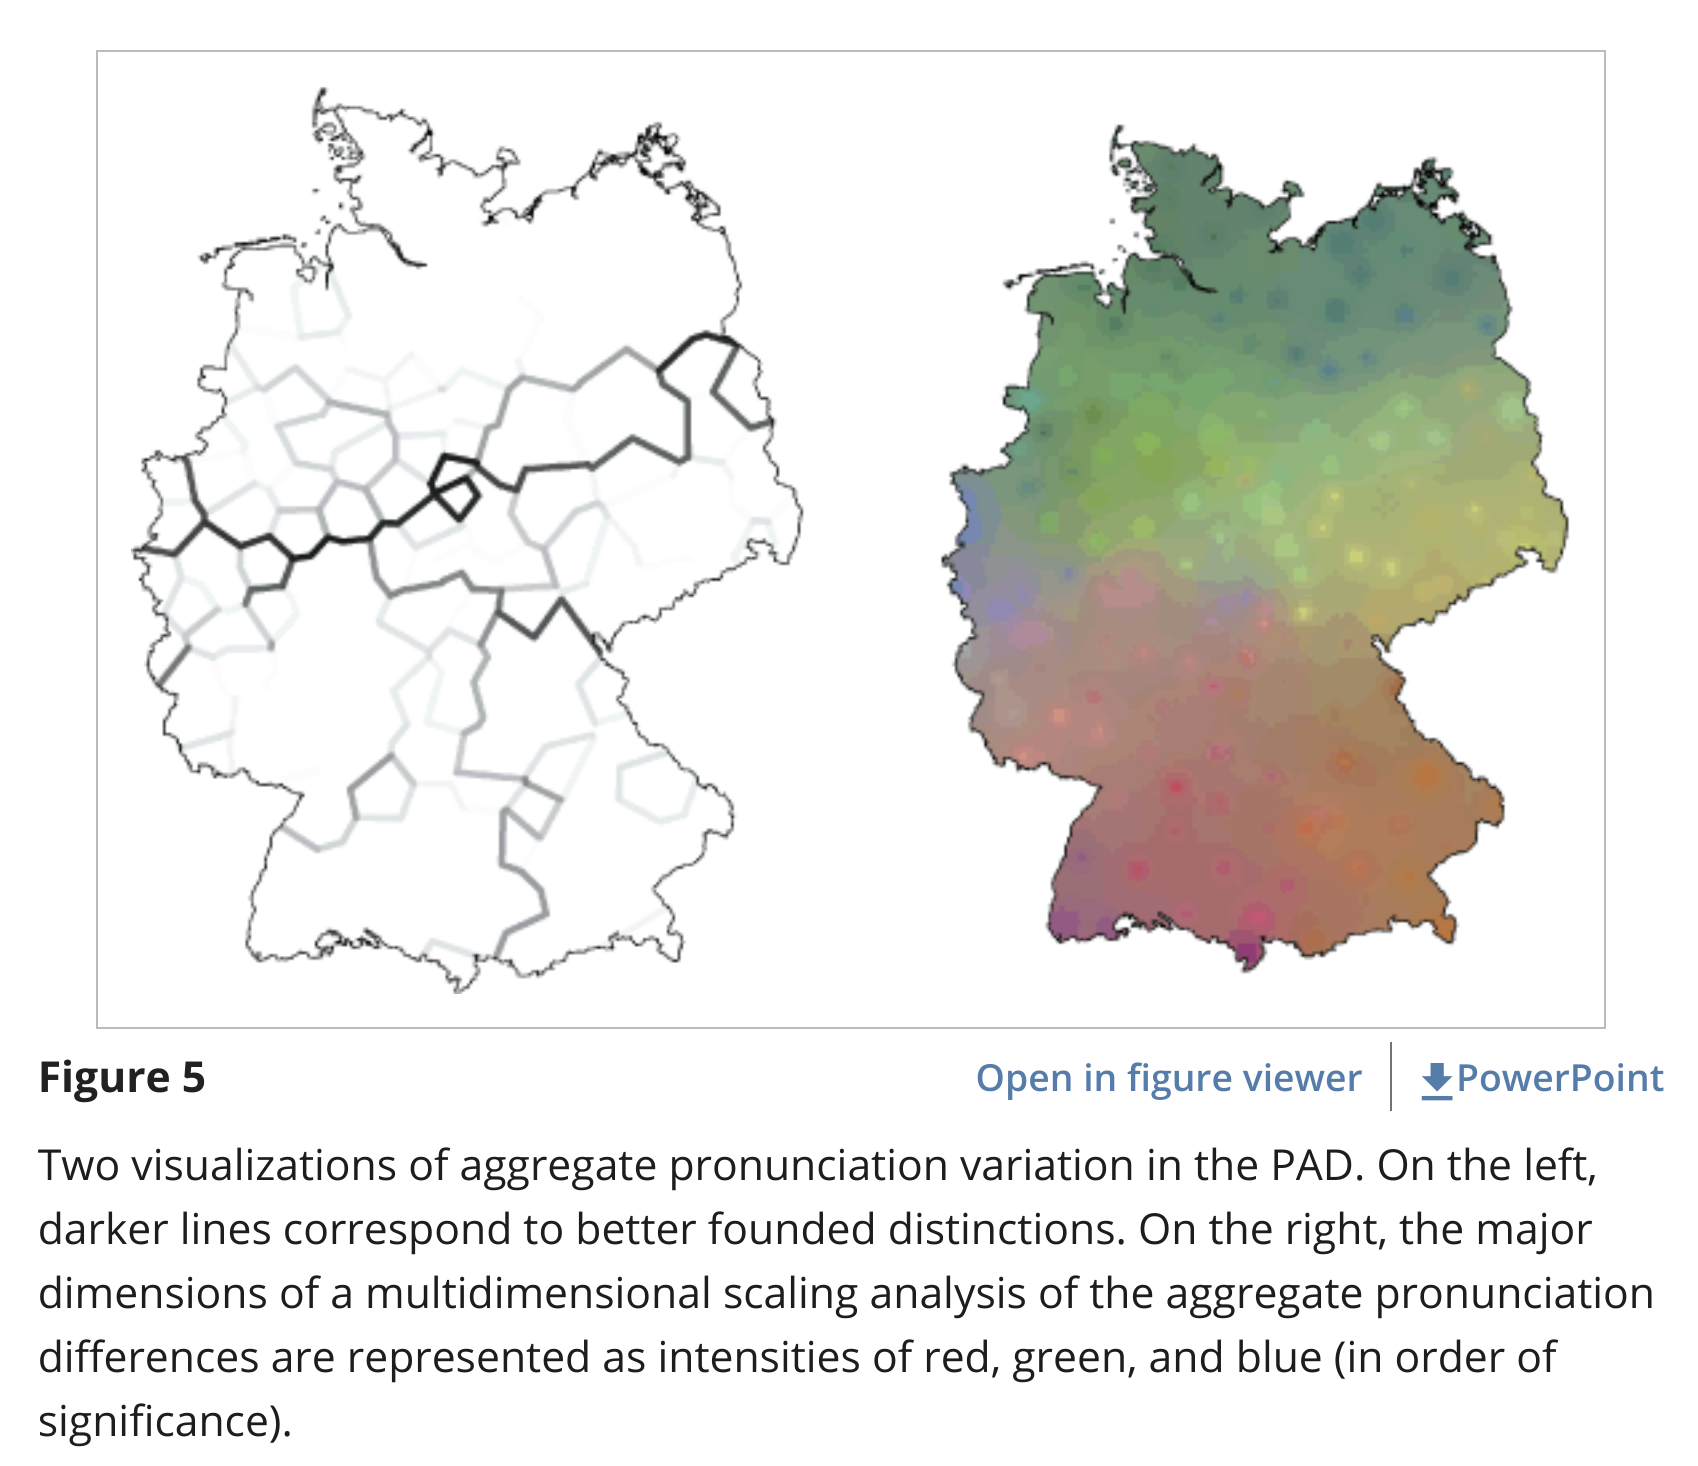 Figure 5
Open in figure viewer
PowerPoint
Two visualizations of aggregate pronunciation variation in the PAD. On the left,
darker lines correspond to better founded distinctions. On the right, the major
dimensions of a multidimensional scaling analysis of the aggregate pronunciation
differences are represented as intensities of red, green, and blue (in order of
significance).